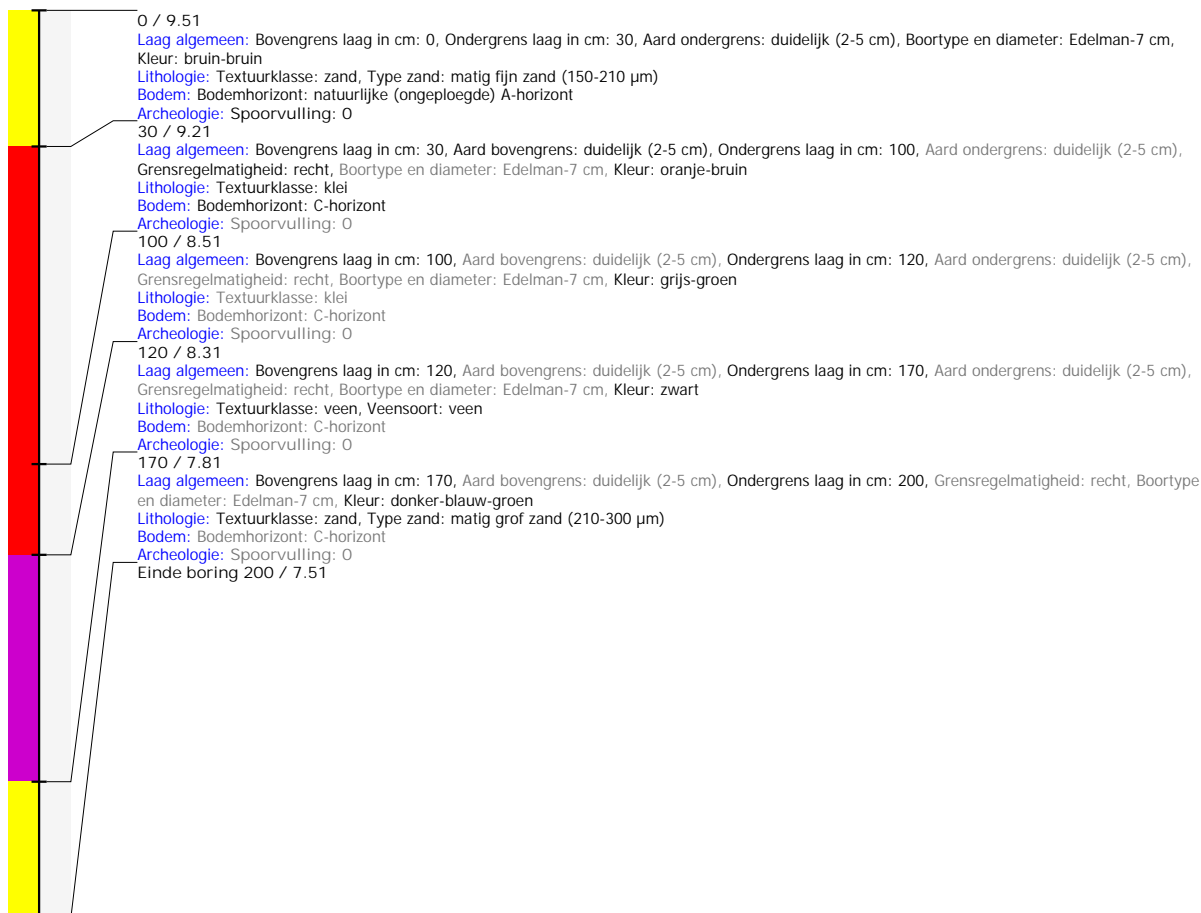 0 / 9.51
Laag algemeen: Bovengrens laag in cm: 0, Ondergrens laag in cm: 30, Aard ondergrens: duidelijk (2-5 cm), Boortype en diameter: Edelman-7 cm,
Kleur: bruin-bruin
Lithologie: Textuurklasse: zand, Type zand: matig fijn zand (150-210 µm)
Bodem: Bodemhorizont: natuurlijke (ongeploegde) A-horizont
Archeologie: Spoorvulling: 0
30 / 9.21
Laag algemeen: Bovengrens laag in cm: 30, Aard bovengrens: duidelijk (2-5 cm), Ondergrens laag in cm: 100, Aard ondergrens: duidelijk (2-5 cm),
Grensregelmatigheid: recht, Boortype en diameter: Edelman-7 cm, Kleur: oranje-bruin
Lithologie: Textuurklasse: klei
Bodem: Bodemhorizont: C-horizont
Archeologie: Spoorvulling: 0
100 / 8.51
Laag algemeen: Bovengrens laag in cm: 100, Aard bovengrens: duidelijk (2-5 cm), Ondergrens laag in cm: 120, Aard ondergrens: duidelijk (2-5 cm),
Grensregelmatigheid: recht, Boortype en diameter: Edelman-7 cm, Kleur: grijs-groen
Lithologie: Textuurklasse: klei
Bodem: Bodemhorizont: C-horizont
Archeologie: Spoorvulling: 0
120 / 8.31
Laag algemeen: Bovengrens laag in cm: 120, Aard bovengrens: duidelijk (2-5 cm), Ondergrens laag in cm: 170, Aard ondergrens: duidelijk (2-5 cm),
Grensregelmatigheid: recht, Boortype en diameter: Edelman-7 cm, Kleur: zwart
Lithologie: Textuurklasse: veen, Veensoort: veen
Bodem: Bodemhorizont: C-horizont
Archeologie: Spoorvulling: 0
170 / 7.81
Laag algemeen: Bovengrens laag in cm: 170, Aard bovengrens: duidelijk (2-5 cm), Ondergrens laag in cm: 200, Grensregelmatigheid: recht, Boortype
en diameter: Edelman-7 cm, Kleur: donker-blauw-groen
Lithologie: Textuurklasse: zand, Type zand: matig grof zand (210-300 µm)
Bodem: Bodemhorizont: C-horizont
Archeologie: Spoorvulling: 0
Einde boring 200 / 7.51